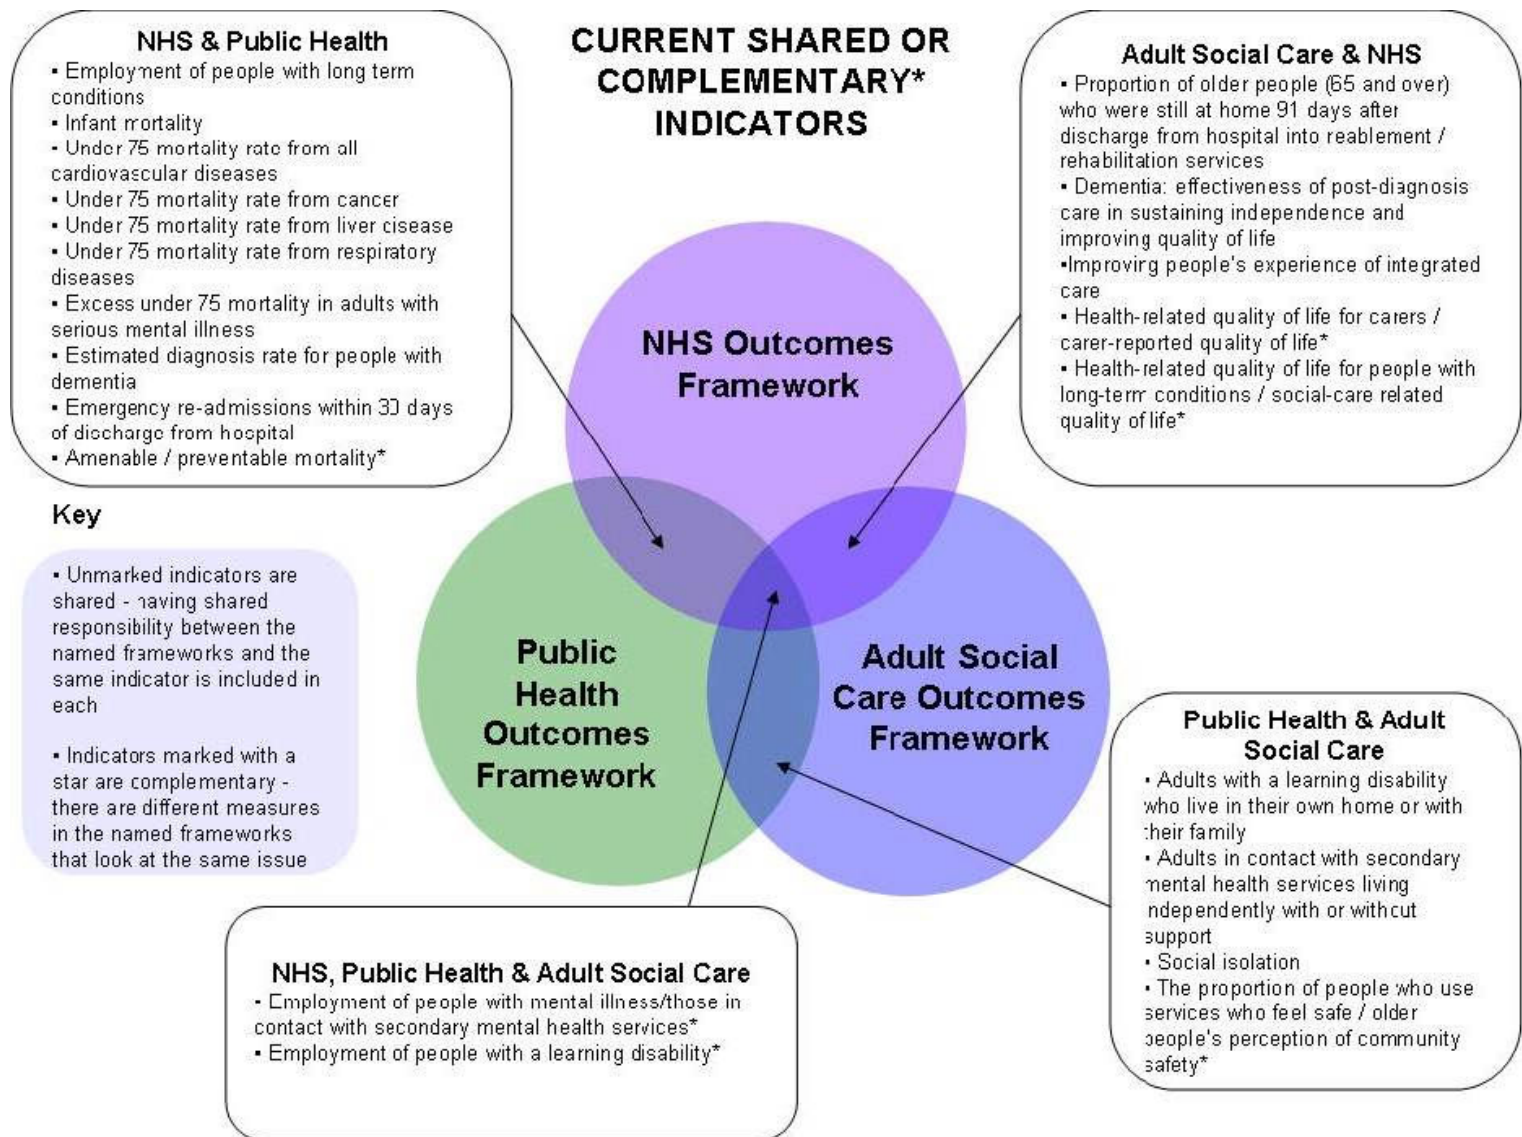 CURRENT SHARED OR
COMPLEMENTARY*
INDICATORS
NHS & Public Health
▪ Employment of people with long term
conditions
▪ Infant mortality
▪ Under 75 mortality rate from all
cardiovascular diseases
▪ Under 75 mortality rate from cancer
▪ Under 75 mortality rate from liver disease
▪ Under 75 mortality rate from respiratory
diseases
▪ Excess under 75 mortality in adults with
serious mental illness
▪ Estimated diagnosis rate for people with
dementia
▪ Emergency re-admissions within 30 days
of discharge from hospital
▪ Amenable / preventable mortality*
Adult Social Care & NHS
▪ Proportion of older people (65 and over)
who were still at home 91 days after
discharge from hospital into reablement /
rehabilitation services
▪ Dementia: effectiveness of post-diagnosis
care in sustaining independence and
improving quality of life
▪Improving people's experience of integrated
care
▪ Health-related quality of life for carers /
carer-reported quality of life*
▪ Health-related quality of life for people with
long-term conditions / social-care related
quality of life*
NHS Outcomes
Framework
Public
Health
Outcomes
Framework
Adult Social
Care Outcomes
Framework
Key
▪ Unmarked indicators are
shared - having shared
responsibility between the
named frameworks and the
same indicator is included in
each
▪ Indicators marked with a
star are complementary -
there are different measures
in the named frameworks
that look at the same issue
Public Health & Adult
Social Care
▪ Adults with a learning disability
who live in their own home or with
their family
▪ Adults in contact with secondary
mental health services living
independently with or without
support
▪ Social isolation
▪ The proportion of people who use
services who feel safe / older
people's perception of community
safety*
NHS, Public Health & Adult Social Care
▪ Employment of people with mental illness/those in
contact with secondary mental health services*
▪ Employment of people with a learning disability*